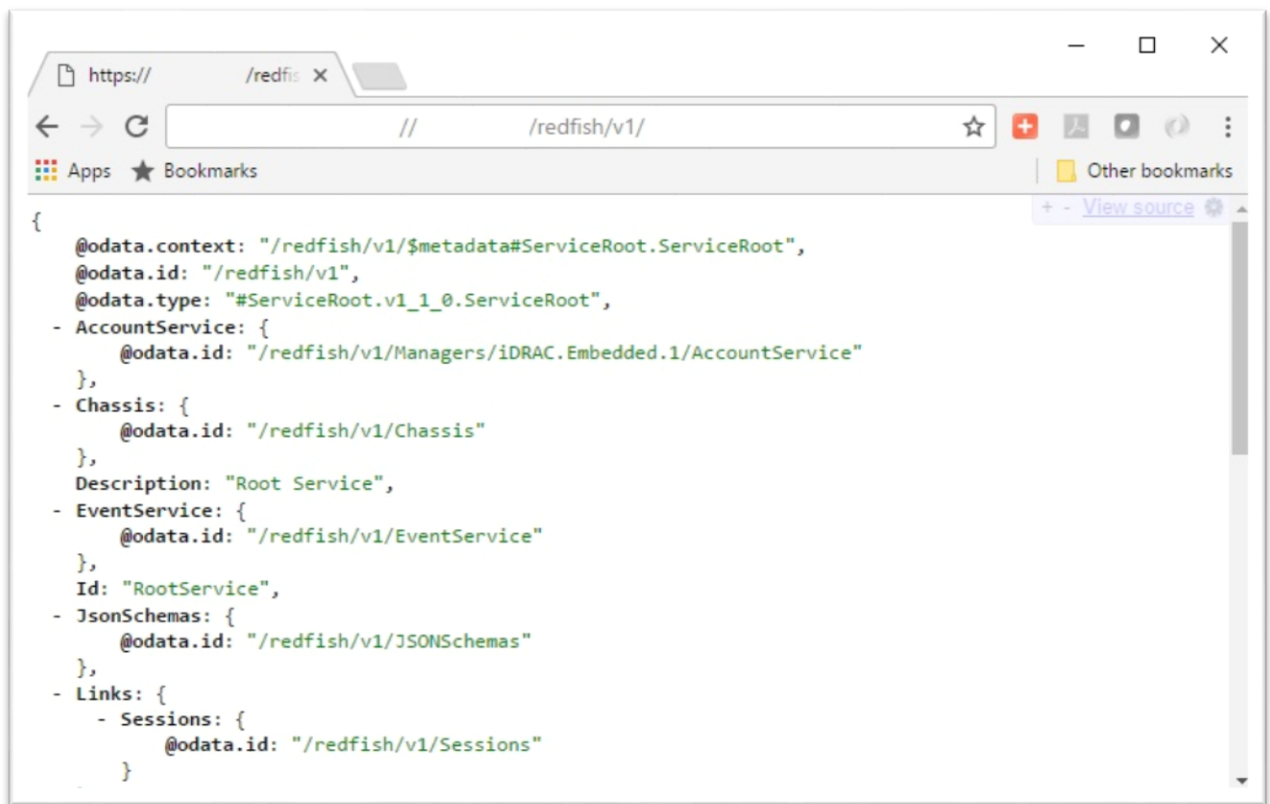 https:// /redfis
// /redfish/v1/
Apps Bookmarks Other bookmarks
+ - View source
{
@odata.context: "/redfish/v1/$metadata#ServiceRoot.ServiceRoot",
@odata.id: "/redfish/v1",
@odata.type: "#ServiceRoot.v1_1_0.ServiceRoot",
- AccountService: {
@odata.id: "/redfish/v1/Managers/iDRAC.Embedded.1/AccountService"
},
- Chassis: {
@odata.id: "/redfish/v1/Chassis"
},
Description: "Root Service",
- EventService: {
@odata.id: "/redfish/v1/EventService"
},
Id: "RootService",
- JsonSchemas: {
@odata.id: "/redfish/v1/JSONSchemas"
},
- Links: {
- Sessions: {
@odata.id: "/redfish/v1/Sessions"
}